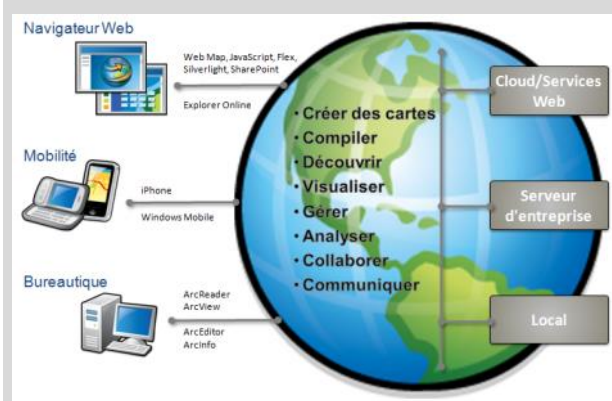 Navigateur Web
Web Map, JavaScript, Flex,
Silverlight, SharePoint
Explorer Online
Mobilité
iPhone
Windows Mobile
Bureautique
ArcReader
ArcView
ArcEditor
ArcInfo
• Créer des cartes
• Compiler
• Découvrir
• Visualiser
• Gérer
• Analyser
• Collaborer
• Communiquer
Cloud/Services
Web
Serveur
d'entreprise
Local